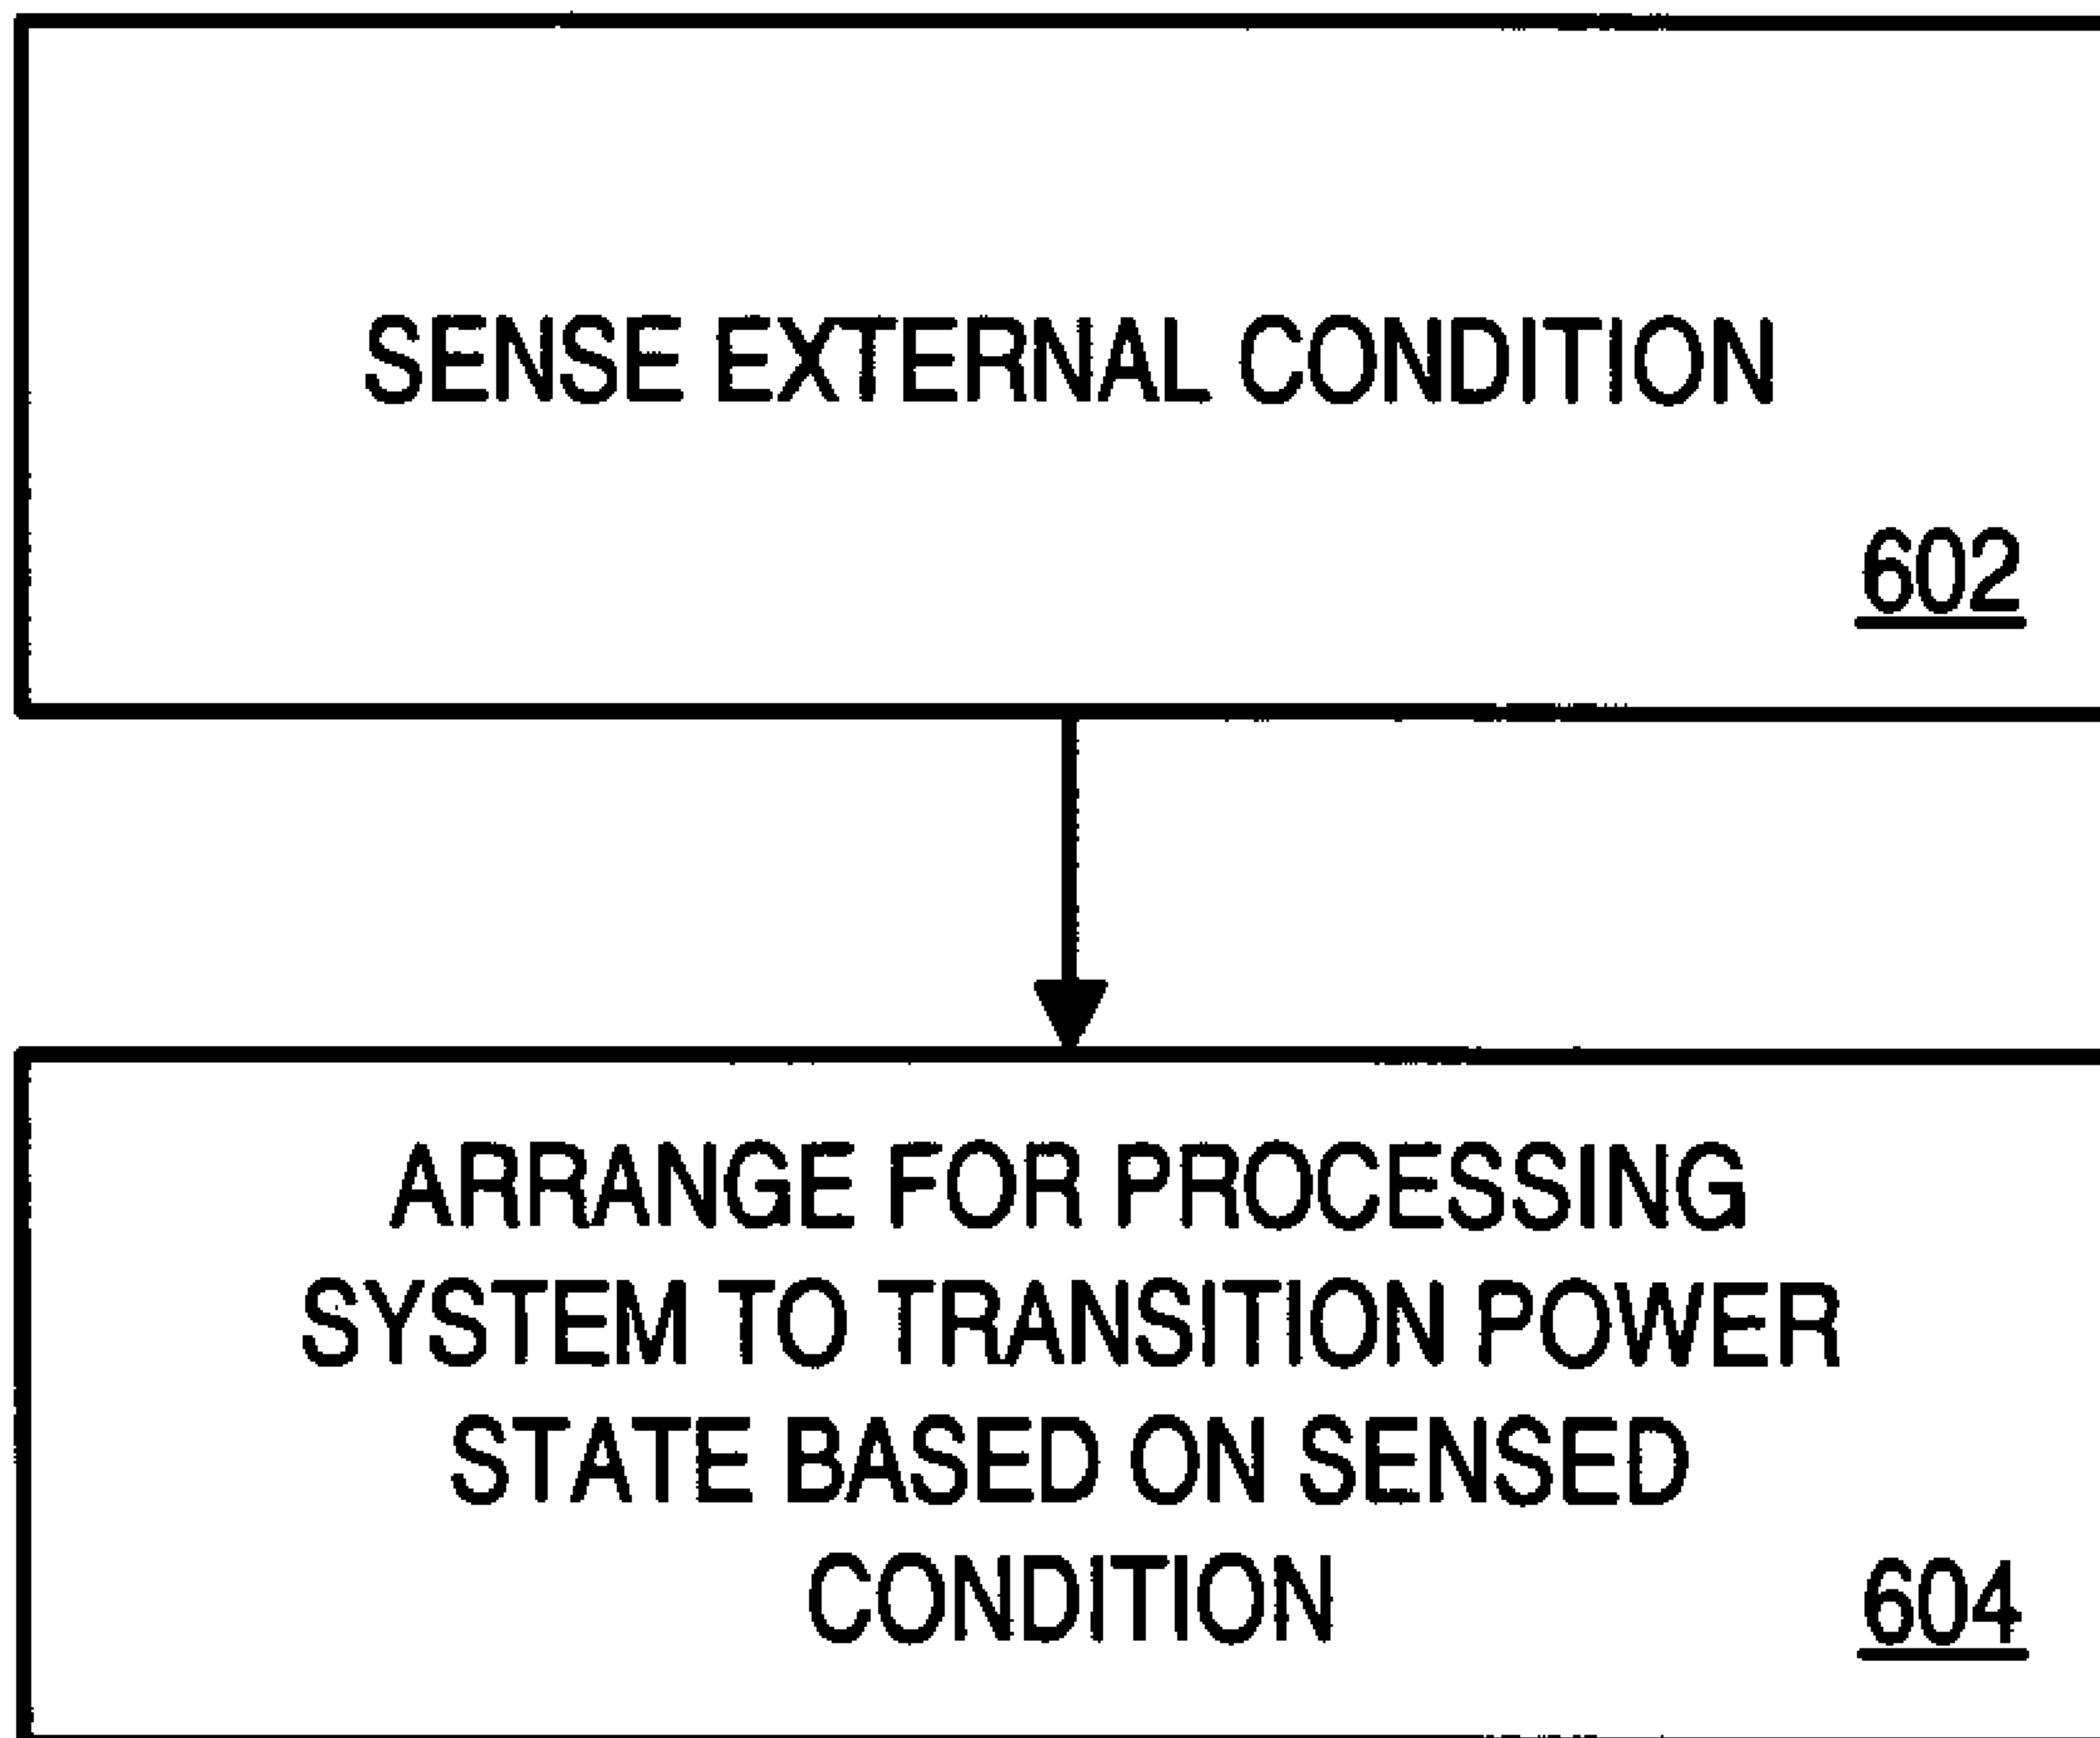 SENSE EXTERNAL CONDITION
602
ARRANGE FOR PROCESSING
SYSTEM TO TRANSITION POWER
STATE BASED ON SENSED
CONDITION
604